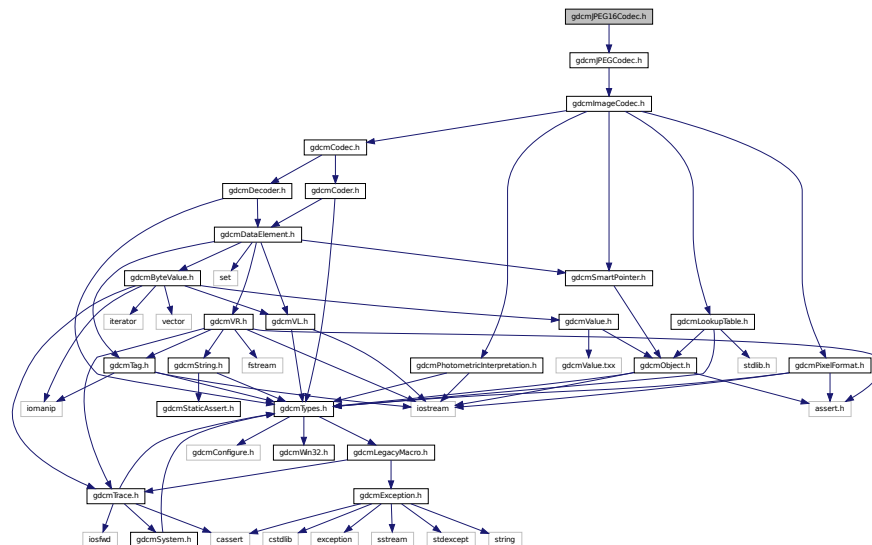 gdcmJPEG16Codec.h
gdcmJPEGCodec.h
gdcmImageCodec.h
gdcmCodec.h
gdcmDecoder.h
gdcmCoder.h
gdcmDataElement.h
gdcmByteValue.h
set
gdcmSmartPointer.h
iterator
vector
gdcmVR.h
gdcmVL.h
gdcmValue.h
gdcmLookupTable.h
gdcmTag.h
gdcmString.h
fstream
gdcmPhotometricInterpretation.h
gdcmValue.txx
gdcmObject.h
stdlib.h
gdcmPixelFormat.h
iomanip
gdcmStaticAssert.h
gdcmTypes.h
iostream
assert.h
gdcmConfigure.h
gdcmWin32.h
gdcmLegacyMacro.h
gdcmTrace.h
gdcmException.h
iosfwd
gdcmSystem.h
cassert
cstdlib
exception
sstream
stdexcept
string